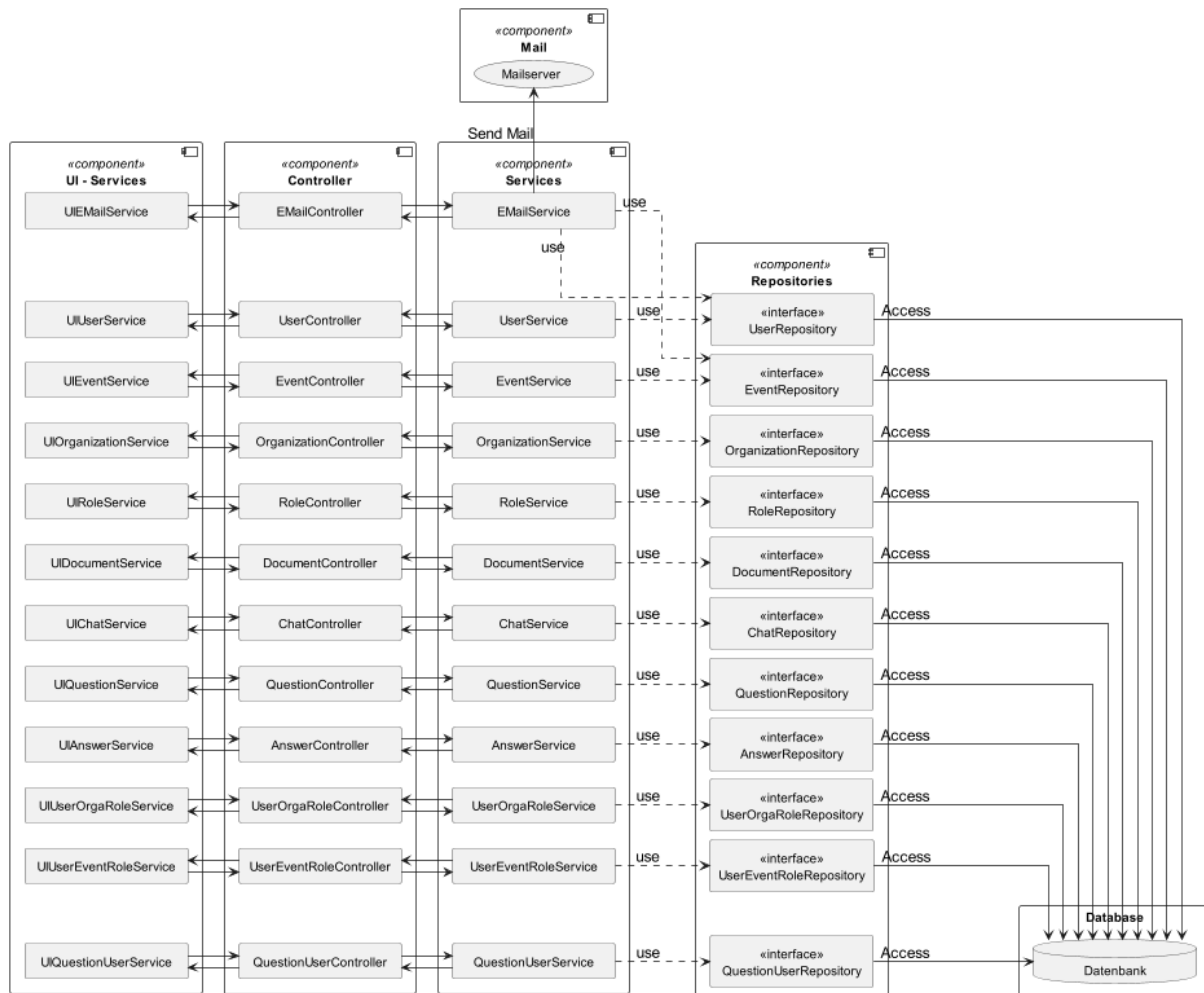 «component»
Mail
Mailserver
Send Mail
«component»
UI - Services
«component»
Controller
«component»
Services
UIEMailService
EMailController
EMailService
use
use
«component»
Repositories
UIUserService
UserController
UserService
use
«interface»
UserRepository
Access
UIEventService
EventController
EventService
use
«interface»
EventRepository
Access
UIOrganizationService
OrganizationController
OrganizationService
use
«interface»
OrganizationRepository
Access
UIRoleService
RoleController
RoleService
use
«interface»
RoleRepository
Access
UIDocumentService
DocumentController
DocumentService
use
«interface»
DocumentRepository
Access
UIChatService
ChatController
ChatService
use
«interface»
ChatRepository
Access
UIQuestionService
QuestionController
QuestionService
use
«interface»
QuestionRepository
Access
UIAnswerService
AnswerController
AnswerService
use
«interface»
AnswerRepository
Access
UIUserOrgaRoleService
UserOrgaRoleController
UserOrgaRoleService
use
«interface»
UserOrgaRoleRepository
Access
UIUserEventRoleService
UserEventRoleController
UserEventRoleService
use
«interface»
UserEventRoleRepository
Access
Database
UIQuestionUserService
QuestionUserController
QuestionUserService
use
«interface»
QuestionUserRepository
Access
Datenbank